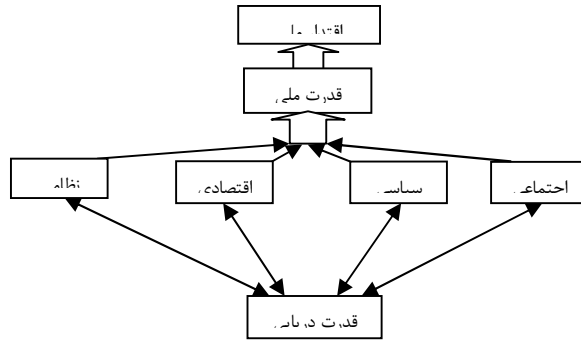 اقتدار ملی
قدرت ملی
نظامی
اقتصادی
سیاسی
اجتماعی
قدرت دریایی